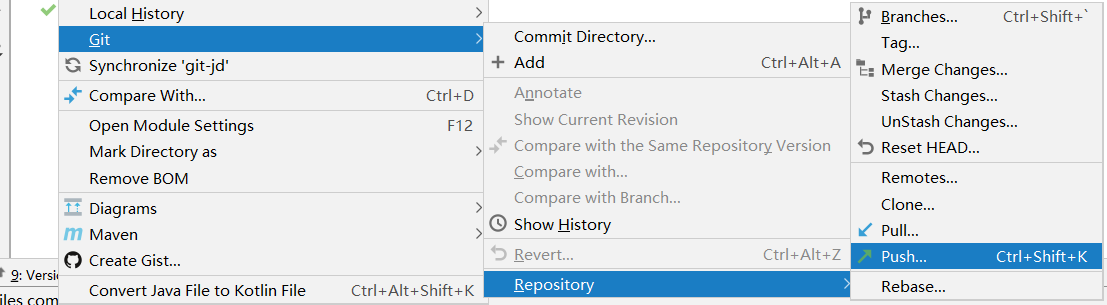 Local History
Git
Synchronize 'git-jd'
Compare With... Ctrl+D
Open Module Settings F12
Mark Directory as
Remove BOM
Diagrams
Maven
Create Gist...
Convert Java File to Kotlin File Ctrl+Alt+Shift+K
9: Versio
iles com
Commit Directory...
Add Ctrl+Alt+A
Annotate
Show Current Revision
Compare with the Same Repository Version
Compare with...
Compare with Branch...
Show History
Revert... Ctrl+Alt+Z
Repository
Branches... Ctrl+Shift+`
Tag...
Merge Changes...
Stash Changes...
UnStash Changes...
Reset HEAD...
Remotes...
Clone...
Pull...
Push... Ctrl+Shift+K
Rebase...